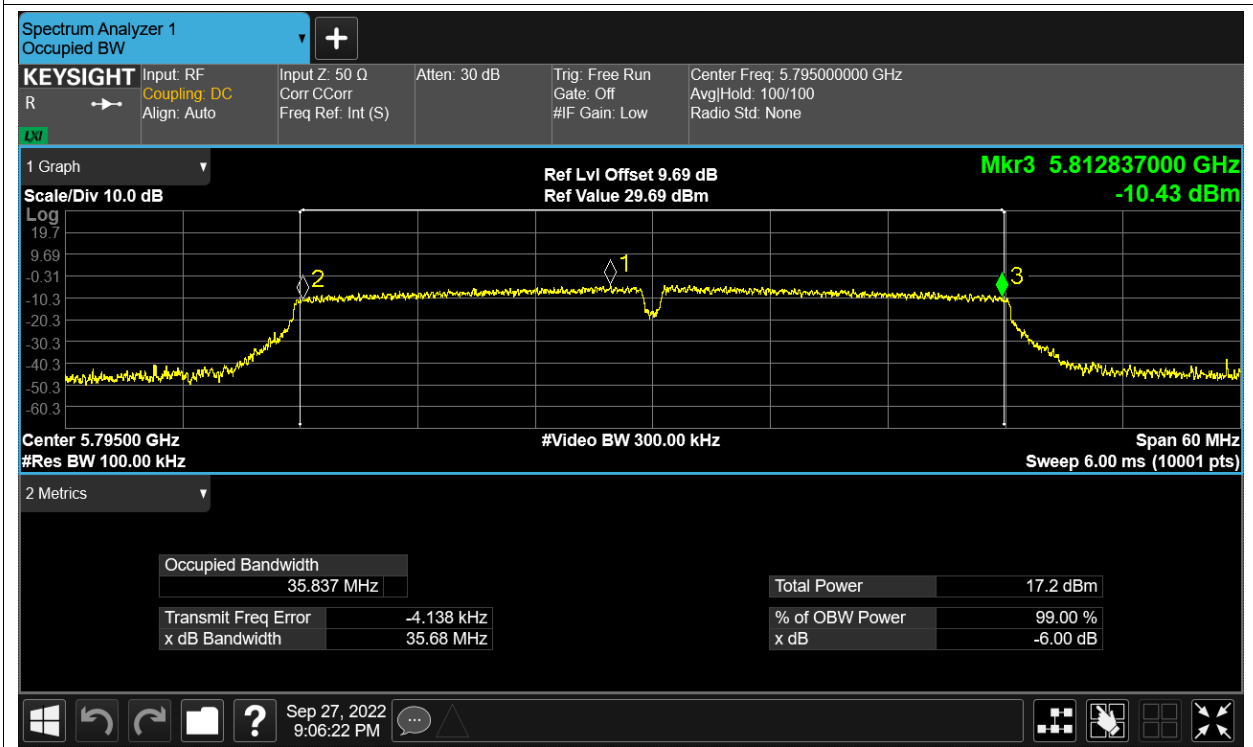 Spectrum Analyzer 1
Occupied BW
KEYSIGHT
R
LXI
Input: RF
Coupling: DC
Align: Auto
Input Z: 50 Ω
Corr CCorr
Freq Ref: Int (S)
Atten: 30 dB
Trig: Free Run
Gate: Off
#IF Gain: Low
Center Freq: 5.795000000 GHz
Avg|Hold: 100/100
Radio Std: None
1 Graph
Scale/Div 10.0 dB
Ref Lvl Offset 9.69 dB
Ref Value 29.69 dBm
Mkr3 5.812837000 GHz
-10.43 dBm
Log
19.7
9.69
-0.31
-10.3
-20.3
-30.3
-40.3
-50.3
-60.3
2
1
3
Center 5.79500 GHz
#Video BW 300.00 kHz
Span 60 MHz
#Res BW 100.00 kHz
Sweep 6.00 ms (10001 pts)
2 Metrics
Occupied Bandwidth
35.837 MHz
Transmit Freq Error -4.138 kHz
x dB Bandwidth 35.68 MHz
Total Power 17.2 dBm
% of OBW Power 99.00 %
x dB -6.00 dB
?
Sep 27, 2022
9:06:22 PM